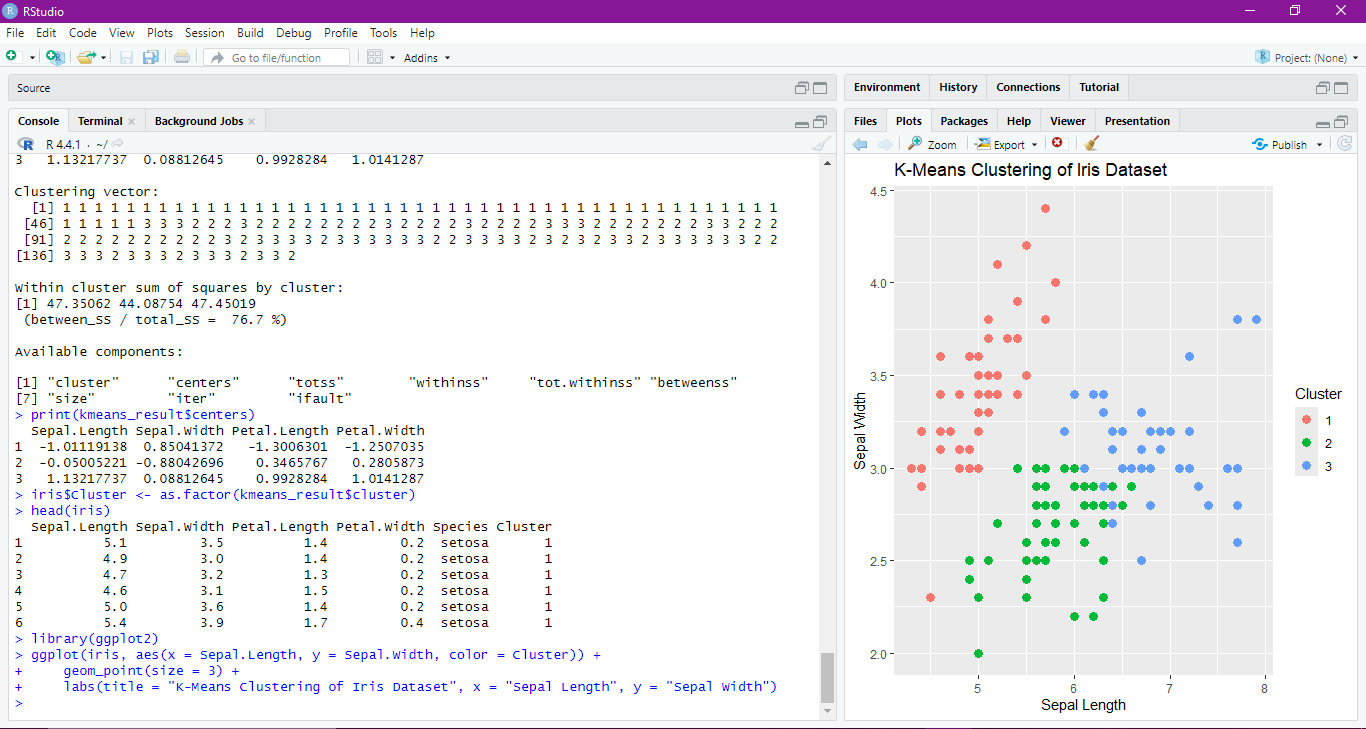 RStudio
File Edit Code View Plots Session Build Debug Profile Tools Help
Go to file/function Addins Project: (None)
Source
Console Terminal Background Jobs
R 4.4.1 · ~/
3 1.13217737 0.08812645 0.9928284 1.0141287
Clustering vector:
[1] 1 1 1 1 1 1 1 1 1 1 1 1 1 1 1 1 1 1 1 1 1 1 1 1 1 1 1 1 1 1 1 1 1 1 1 1 1 1 1 1 1 1 1 1 1
[46] 1 1 1 1 1 3 3 3 2 2 2 3 2 2 2 2 2 2 2 2 3 2 2 2 2 3 2 2 2 2 3 3 3 2 2 2 2 2 2 2 3 3 2 2 2
[91] 2 2 2 2 2 2 2 2 2 2 3 2 3 3 3 3 2 3 3 3 3 3 3 2 2 3 3 3 3 2 3 2 3 2 3 3 2 3 3 3 3 3 3 2 2
[136] 3 3 3 2 3 3 3 2 3 3 3 2 3 3 2
Within cluster sum of squares by cluster:
[1] 47.35062 44.08754 47.45019
(between_SS / total_SS = 76.7 %)
Available components:
[1] "cluster" "centers" "totss" "withinss" "tot.withinss" "betweenss"
[7] "size" "iter" "ifault"
> print(kmeans_result$centers)
Sepal.Length Sepal.Width Petal.Length Petal.Width
1 -1.01119138 0.85041372 -1.3006301 -1.2507035
2 -0.05005221 -0.88042696 0.3465767 0.2805873
3 1.13217737 0.08812645 0.9928284 1.0141287
> iris$Cluster <- as.factor(kmeans_result$cluster)
> head(iris)
Sepal.Length Sepal.Width Petal.Length Petal.Width Species Cluster
1 5.1 3.5 1.4 0.2 setosa 1
2 4.9 3.0 1.4 0.2 setosa 1
3 4.7 3.2 1.3 0.2 setosa 1
4 4.6 3.1 1.5 0.2 setosa 1
5 5.0 3.6 1.4 0.2 setosa 1
6 5.4 3.9 1.7 0.4 setosa 1
> library(ggplot2)
> ggplot(iris, aes(x = Sepal.Length, y = Sepal.Width, color = Cluster)) +
+ geom_point(size = 3) +
+ labs(title = "K-Means Clustering of Iris Dataset", x = "Sepal Length", y = "Sepal Width")
>
Environment History Connections Tutorial
Files Plots Packages Help Viewer Presentation
Zoom Export Publish
K-Means Clustering of Iris Dataset
4.5
4.0
3.5
3.0
2.5
2.0
Sepal Width
5 6 7 8
Sepal Length
Cluster
1
2
3